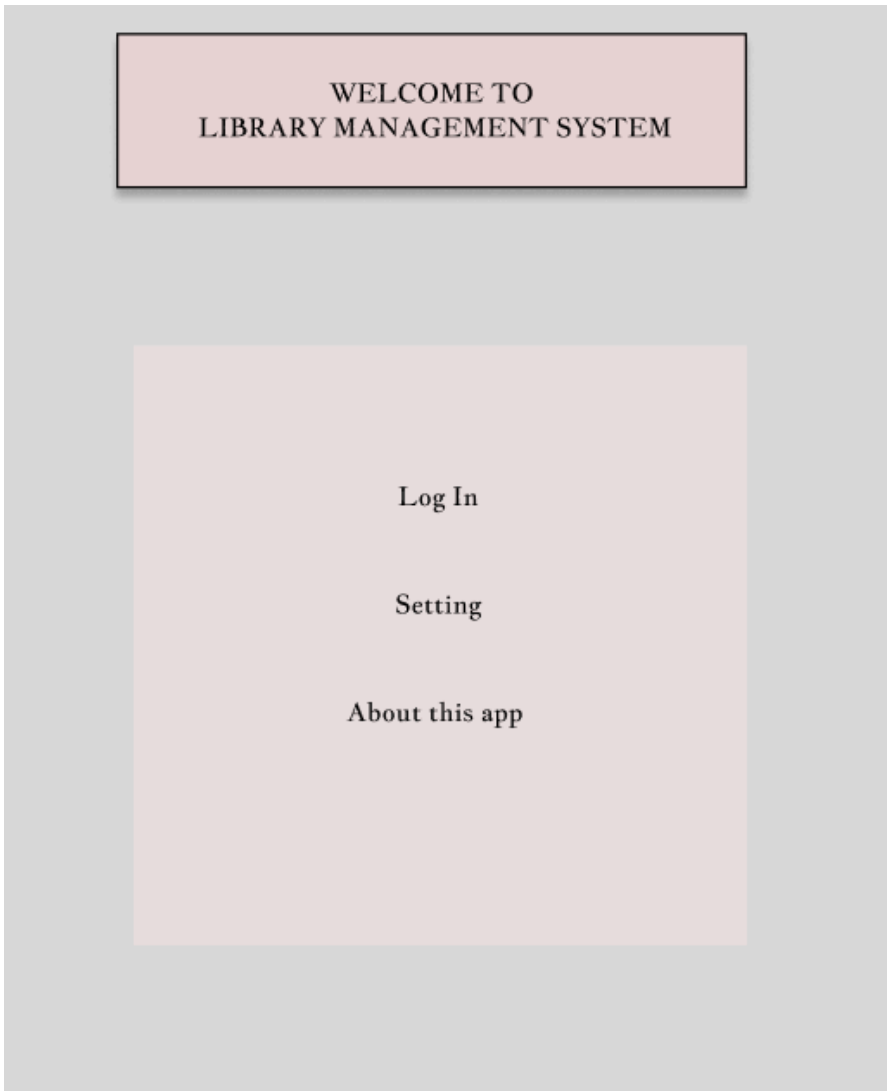 WELCOME TO
LIBRARY MANAGEMENT SYSTEM
Log In
Setting
About this app